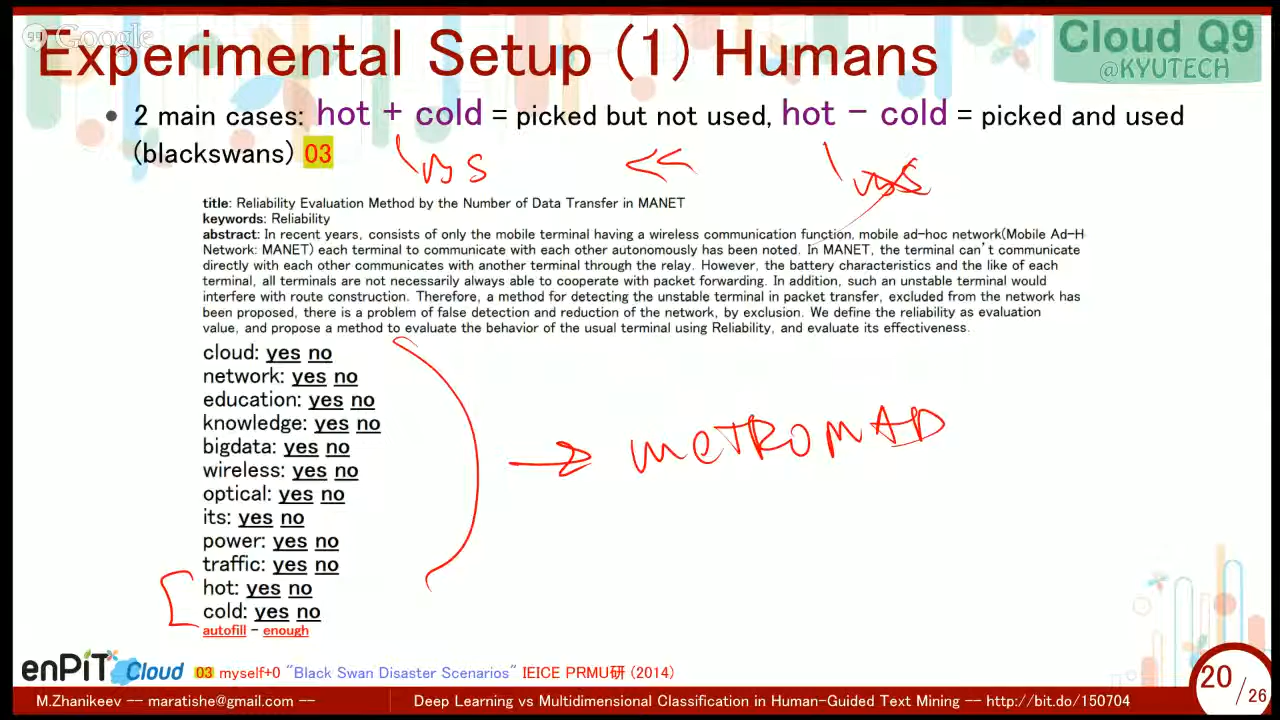 Google
Experimental Setup (1) Humans
Cloud Q9
@KYUTECH
• 2 main cases: hot + cold = picked but not used, hot − cold = picked and used
(blackswans) 03
<<
title: Reliability Evaluation Method by the Number of Data Transfer in MANET
keywords: Reliability
abstract: In recent years, consists of only the mobile terminal having a wireless communication function, mobile ad-hoc network(Mobile Ad-H
Network: MANET) each terminal to communicate with each other autonomously has been noted. In MANET, the terminal can't communicate
directly with each other communicates with another terminal through the relay. However, the battery characteristics and the like of each
terminal, all terminals are not necessarily always able to cooperate with packet forwarding. In addition, such an unstable terminal would
interfere with route construction. Therefore, a method for detecting the unstable terminal in packet transfer, excluded from the network has
been proposed, there is a problem of false detection and reduction of the network, by exclusion. We define the reliability as evaluation
value, and propose a method to evaluate the behavior of the usual terminal using Reliability, and evaluate its effectiveness.
cloud: yes no
network: yes no
education: yes no
knowledge: yes no
bigdata: yes no
wireless: yes no
optical: yes no
its: yes no
power: yes no
traffic: yes no
hot: yes no
cold: yes no
autofill - enough
METROMAD
enPiT Cloud 03 myself+0 "Black Swan Disaster Scenarios" IEICE PRMU研 (2014)
M.Zhanikeev -- maratishe@gmail.com --
Deep Learning vs Multidimensional Classification in Human-Guided Text Mining -- http://bit.do/150704
20/26